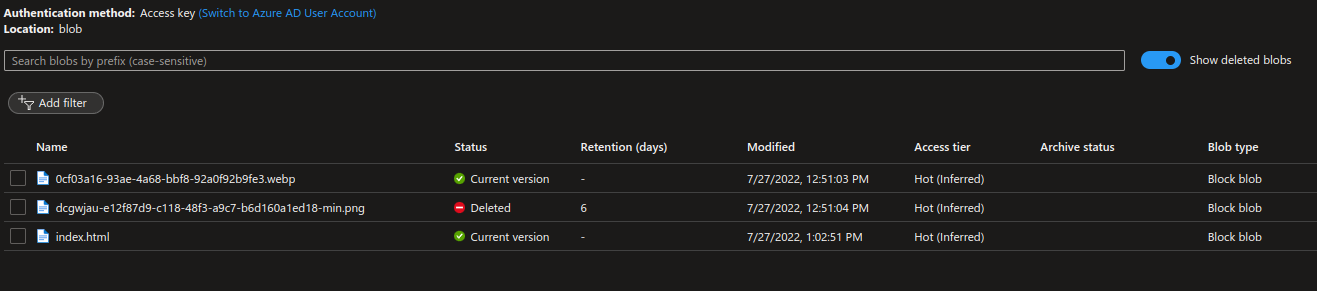 Authentication method: Access key (Switch to Azure AD User Account)
Location: blob
Search blobs by prefix (case-sensitive)
Show deleted blobs
Add filter
Name Status Retention (days) Modified Access tier Archive status Blob type
0cf03a16-93ae-4a68-bbf8-92a0f92b9fe3.webp Current version - 7/27/2022, 12:51:03 PM Hot (Inferred) Block blob
dcgwjau-e12f87d9-c118-48f3-a9c7-b6d160a1ed18-min.png Deleted 6 7/27/2022, 12:51:04 PM Hot (Inferred) Block blob
index.html Current version - 7/27/2022, 1:02:51 PM Hot (Inferred) Block blob